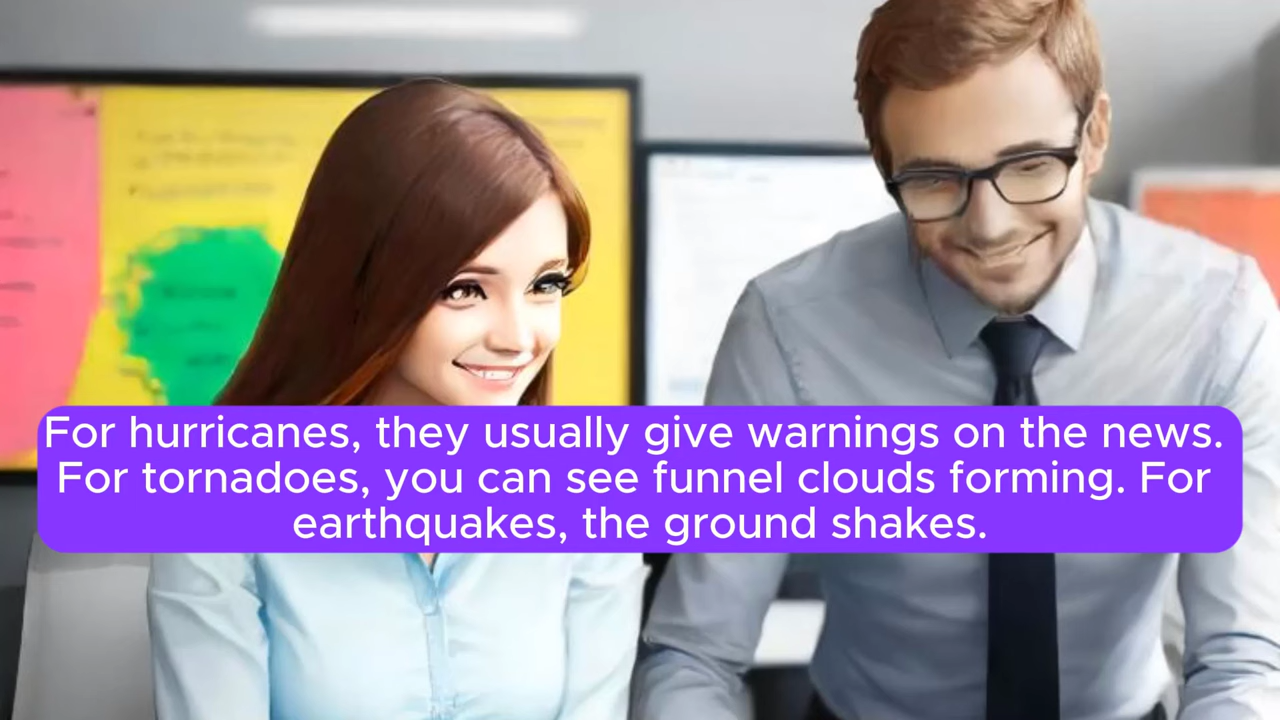 For hurricanes, they usually give warnings on the news.
For tornadoes, you can see funnel clouds forming. For
earthquakes, the ground shakes.